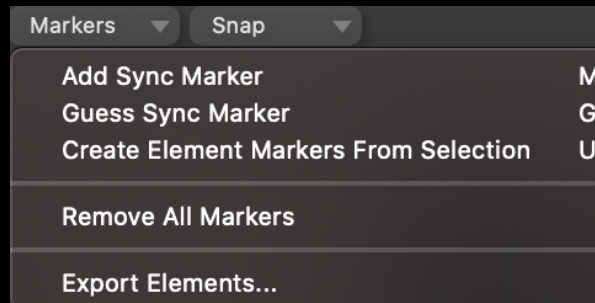 Markers Snap
Add Sync Marker M
Guess Sync Marker G
Create Element Markers From Selection U
Remove All Markers
Export Elements...